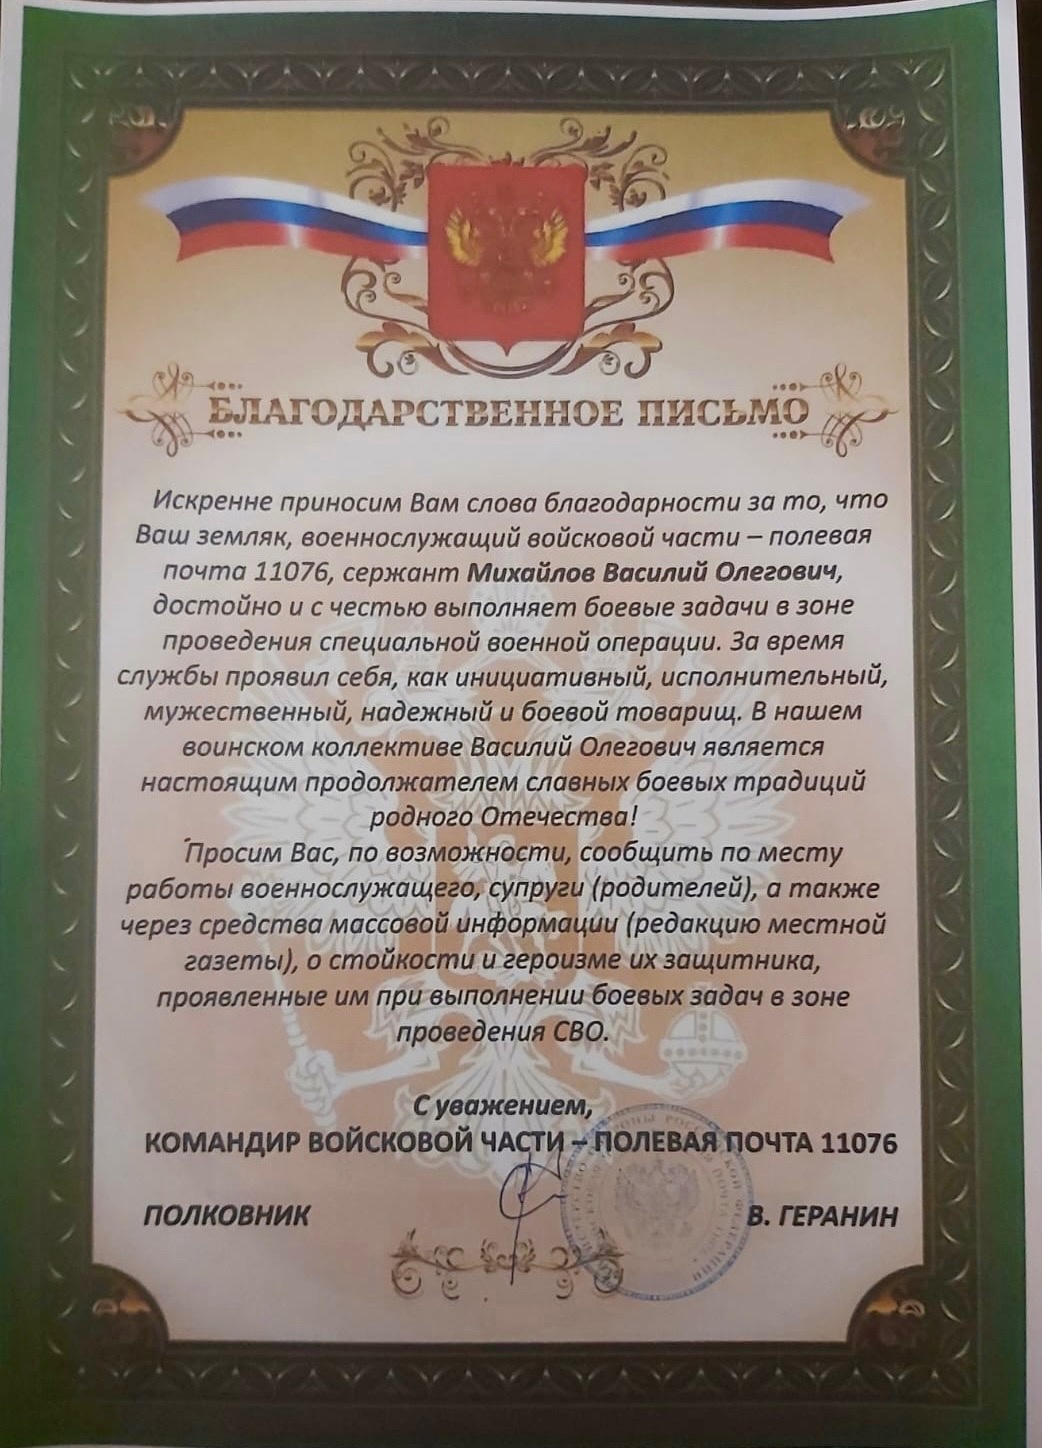 БЛАГОДАРСТВЕННОЕ ПИСЬМО
Искренне приносим Вам слова благодарности за то, что
Ваш земляк, военнослужащий войсковой части – полевая
почта 11076, сержант Михайлов Василий Олегович,
достойно и с честью выполняет боевые задачи в зоне
проведения специальной военной операции. За время
службы проявил себя, как инициативный, исполнительный,
мужественный, надежный и боевой товарищ. В нашем
воинском коллективе Василий Олегович является
настоящим продолжателем славных боевых традиций
родного Отечества!
Просим Вас, по возможности, сообщить по месту
работы военнослужащего, супруги (родителей), а также
через средства массовой информации (редакцию местной
газеты), о стойкости и героизме их защитника,
проявленные им при выполнении боевых задач в зоне
проведения СВО.
С уважением,
КОМАНДИР ВОЙСКОВОЙ ЧАСТИ – ПОЛЕВАЯ ПОЧТА 11076
ПОЛКОВНИК В. ГЕРАНИН